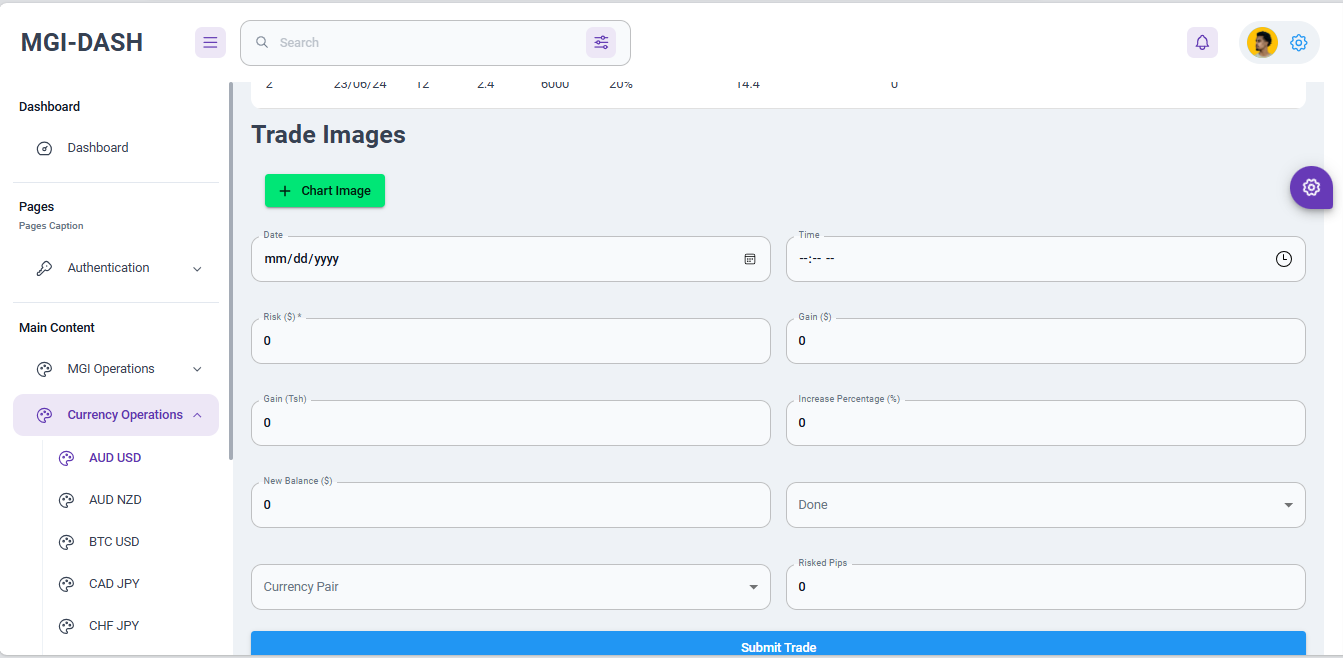 MGI-DASH
Search
Dashboard
Dashboard
Pages
Pages Caption
Authentication
Main Content
MGI Operations
Currency Operations
AUD USD
AUD NZD
BTC USD
CAD JPY
CHF JPY
2 23/06/24 12 2.4 6000 20% 14.4 0
Trade Images
+ Chart Image
Date
mm/dd/yyyy
Time
--:-- --
Risk ($) *
0
Gain ($)
0
Gain (Tsh)
0
Increase Percentage (%)
0
New Balance ($)
0
Done
Currency Pair
Risked Pips
0
Submit Trade